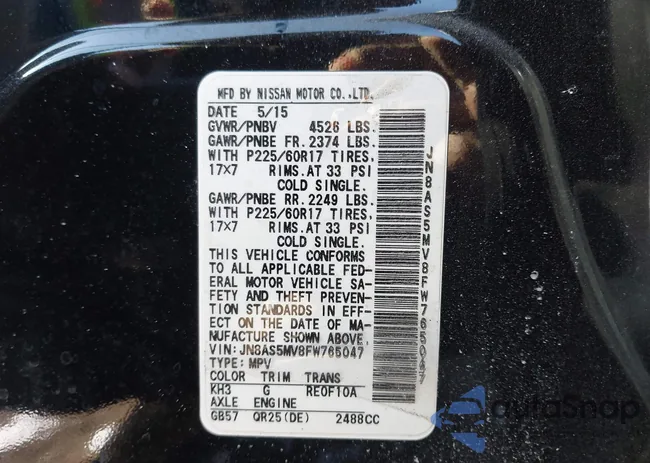 MFD BY NISSAN MOTOR CO.,LTD.
DATE 5/15
GVWR/PNBV 4526 LBS.
GAWR/PNBE FR. 2374 LBS.
WITH P225/60R17 TIRES,
17X7 RIMS.AT 33 PSI
COLD SINGLE.
GAWR/PNBE RR. 2249 LBS.
WITH P225/60R17 TIRES,
17X7 RIMS.AT 33 PSI
COLD SINGLE.
THIS VEHICLE CONFORMS
TO ALL APPLICABLE FED-
ERAL MOTOR VEHICLE SA-
FETY AND THEFT PREVEN-
TION STANDARDS IN EFF-
ECT ON THE DATE OF MA-
NUFACTURE SHOWN ABOVE.
VIN: JN8AS5MV8FW765047
TYPE: MPV
COLOR TRIM TRANS
KH3 G RE0F10A
AXLE ENGINE
GB57 QR25(DE) 2488CC
JN8AS5MV8FW765047
AuraSnap